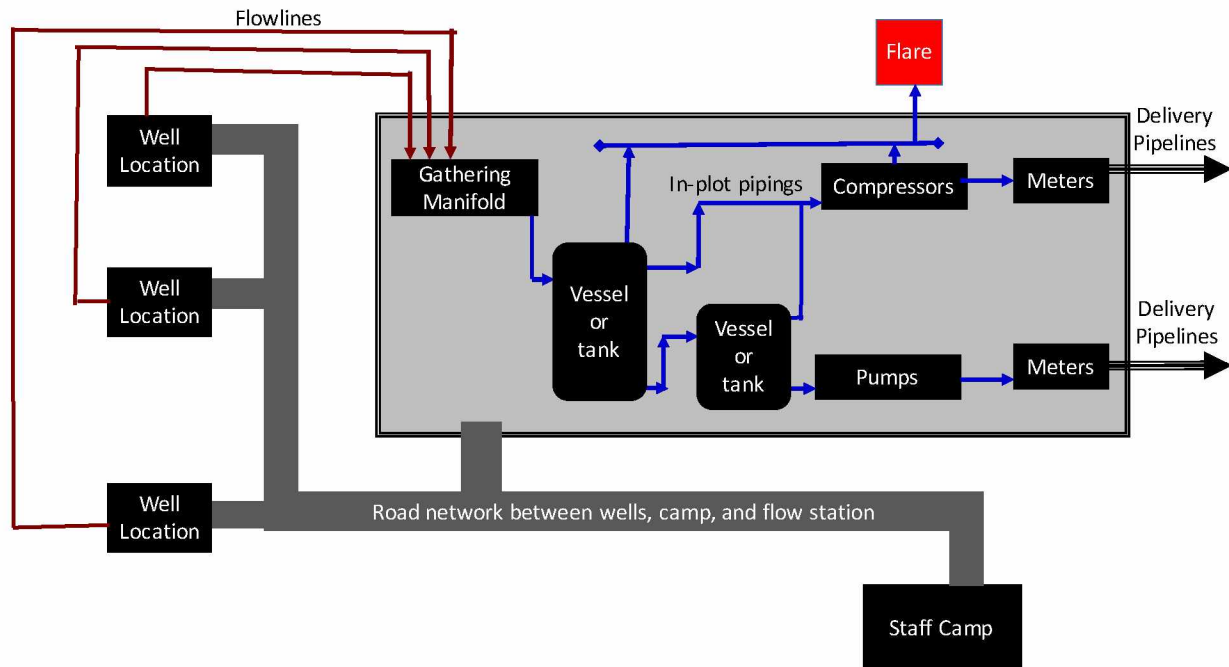 Flowlines
Flare
Well
Location
Delivery
Pipelines
Gathering
Manifold
In-plot pipings
Compressors
Meters
Well
Location
Vessel
or
tank
Vessel
or
tank
Delivery
Pipelines
Pumps
Meters
Well
Location
Road network between wells, camp, and flow station
Staff Camp